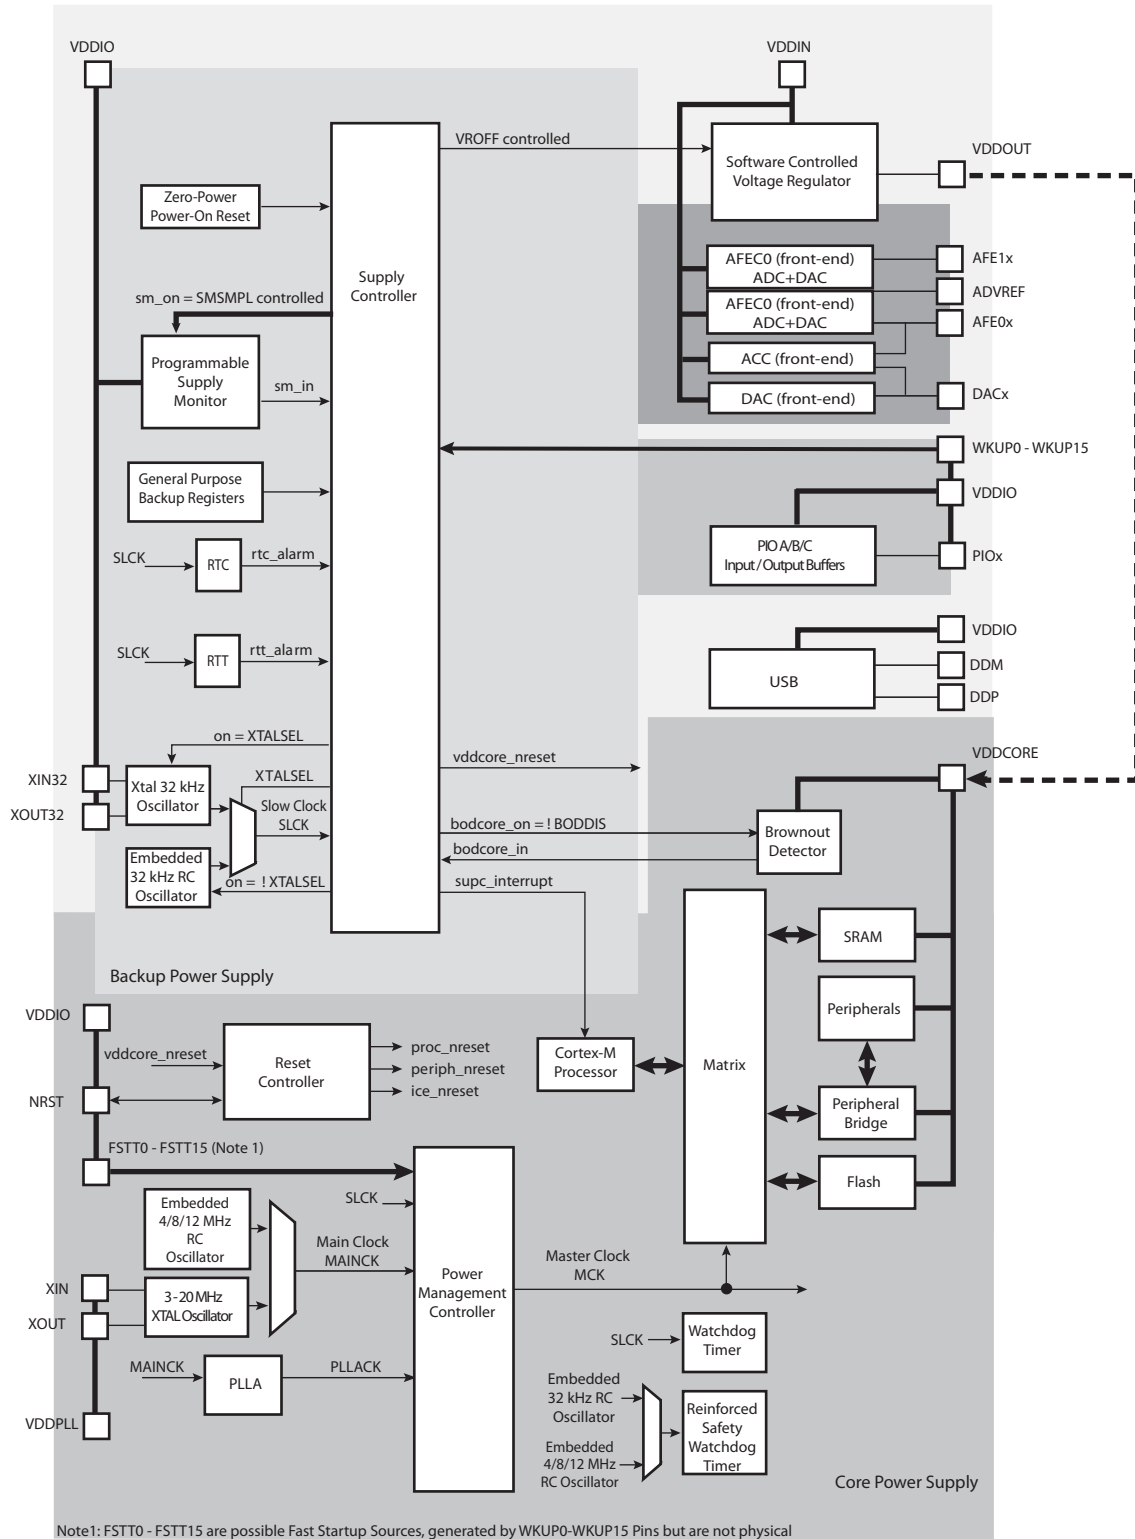 VDDIO
VDDIN
VROFF controlled
Software Controlled
Voltage Regulator
VDDOUT
Zero-Power
Power-On Reset
Supply
Controller
AFEC0 (front-end)
ADC+DAC
AFE1x
ADVREF
AFEC0 (front-end)
ADC+DAC
AFE0x
sm_on = SMSMPL controlled
Programmable
Supply
Monitor
sm_in
ACC (front-end)
DAC (front-end)
DACx
WKUP0 - WKUP15
General Purpose
Backup Registers
VDDIO
PIO A/B/C
Input / Output Buffers
PIOx
SLCK
RTC
rtc_alarm
SLCK
RTT
rtt_alarm
VDDIO
USB
DDM
DDP
on = XTALSEL
vddcore_nreset
VDDCORE
XIN32
XOUT32
Xtal 32 kHz
Oscillator
XTALSEL
Slow Clock
SLCK
bodcore_on = ! BODDIS
bodcore_in
Brownout
Detector
Embedded
32 kHz RC
Oscillator
on = ! XTALSEL
supc_interrupt
SRAM
Backup Power Supply
Peripherals
VDDIO
vddcore_nreset
Reset
Controller
proc_nreset
periph_nreset
ice_nreset
NRST
Cortex-M
Processor
Matrix
Peripheral
Bridge
FSTT0 - FSTT15 (Note 1)
Flash
SLCK
Embedded
4/8/12 MHz
RC
Oscillator
Main Clock
MAINCK
Power
Management
Controller
Master Clock
MCK
XIN
XOUT
3 - 20 MHz
XTAL Oscillator
SLCK
Watchdog
Timer
MAINCK
PLLA
PLLACK
VDDPLL
Embedded
32 kHz RC
Oscillator
Embedded
4/8/12 MHz
RC Oscillator
Reinforced
Safety
Watchdog
Timer
Core Power Supply
Note1: FSTT0 - FSTT15 are possible Fast Startup Sources, generated by WKUP0-WKUP15 Pins but are not physical